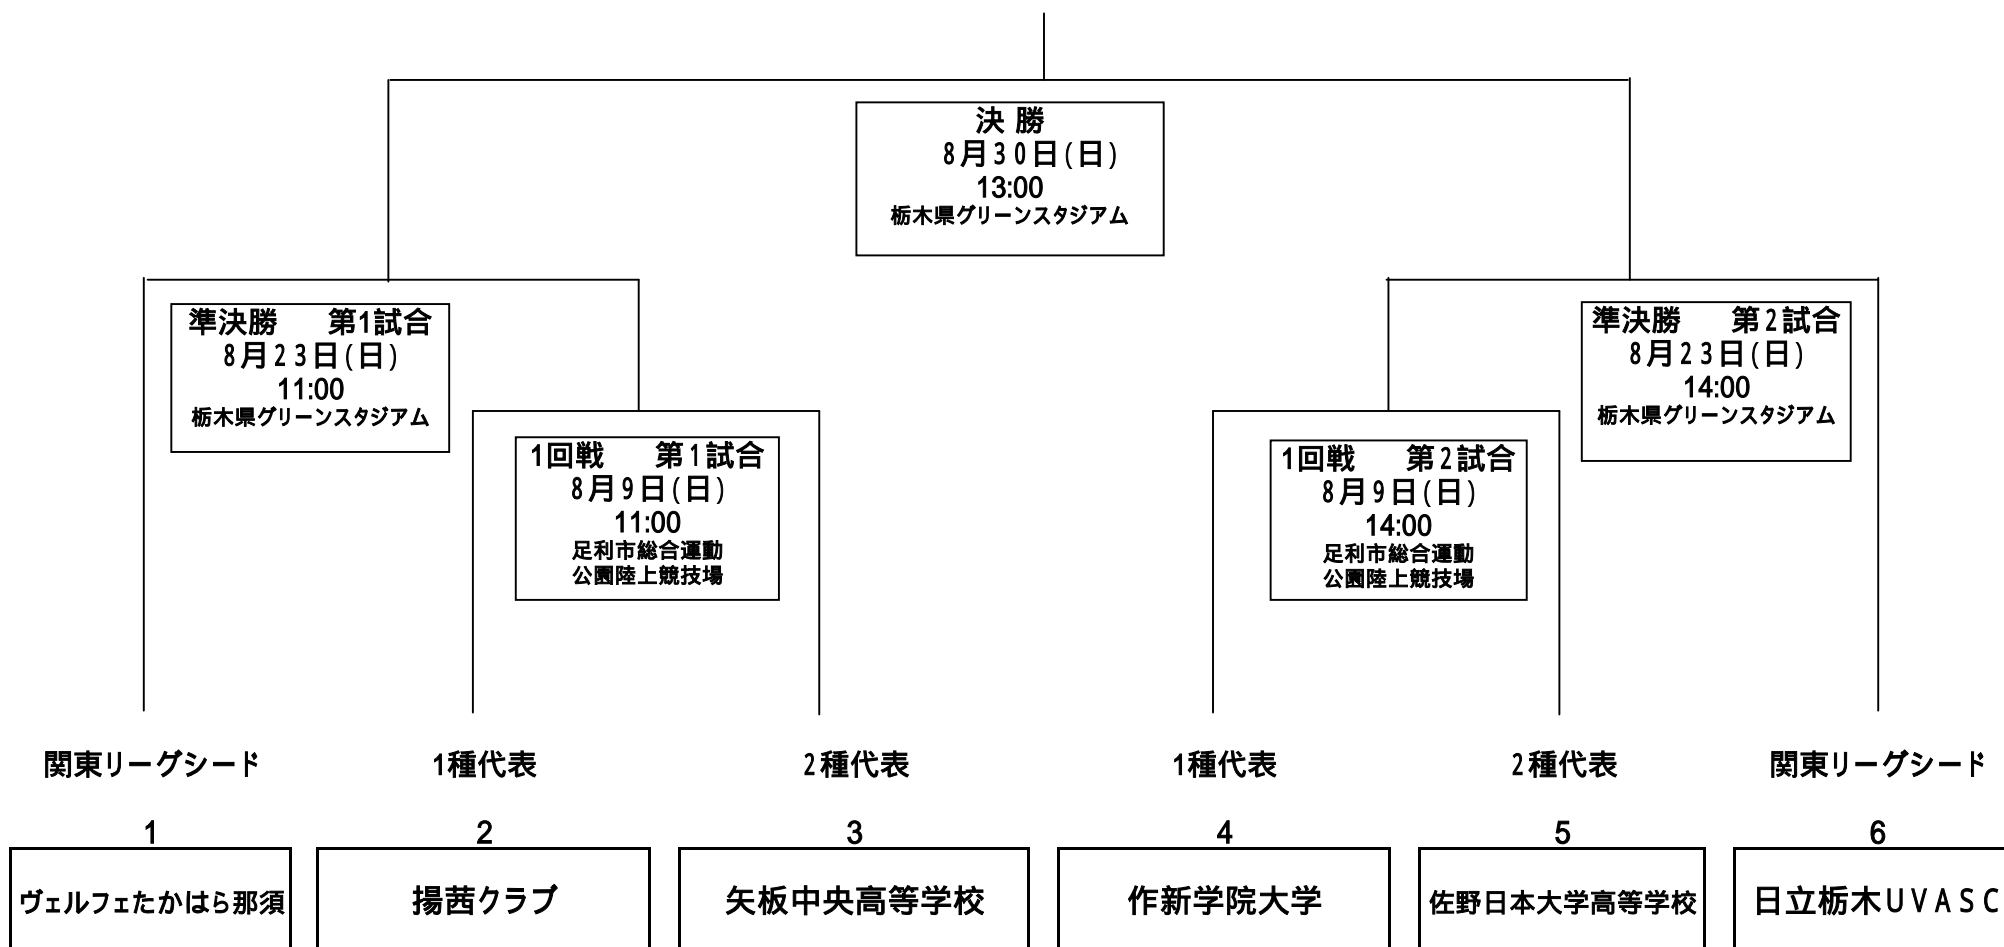 決 勝
8月30日(日)
13:00
栃木県グリーンスタジアム
準決勝 第1試合
8月23日(日)
11:00
栃木県グリーンスタジアム
準決勝 第2試合
8月23日(日)
14:00
栃木県グリーンスタジアム
1回戦 第1試合
8月9日(日)
11:00
足利市総合運動
公園陸上競技場
1回戦 第2試合
8月9日(日)
14:00
足利市総合運動
公園陸上競技場
関東リーグシード 1種代表 2種代表 1種代表 2種代表 関東リーグシード
1 2 3 4 5 6
ヴェルフェたかはら那須 揚茜クラブ 矢板中央高等学校 作新学院大学 佐野日本大学高等学校 日立栃木UVASC